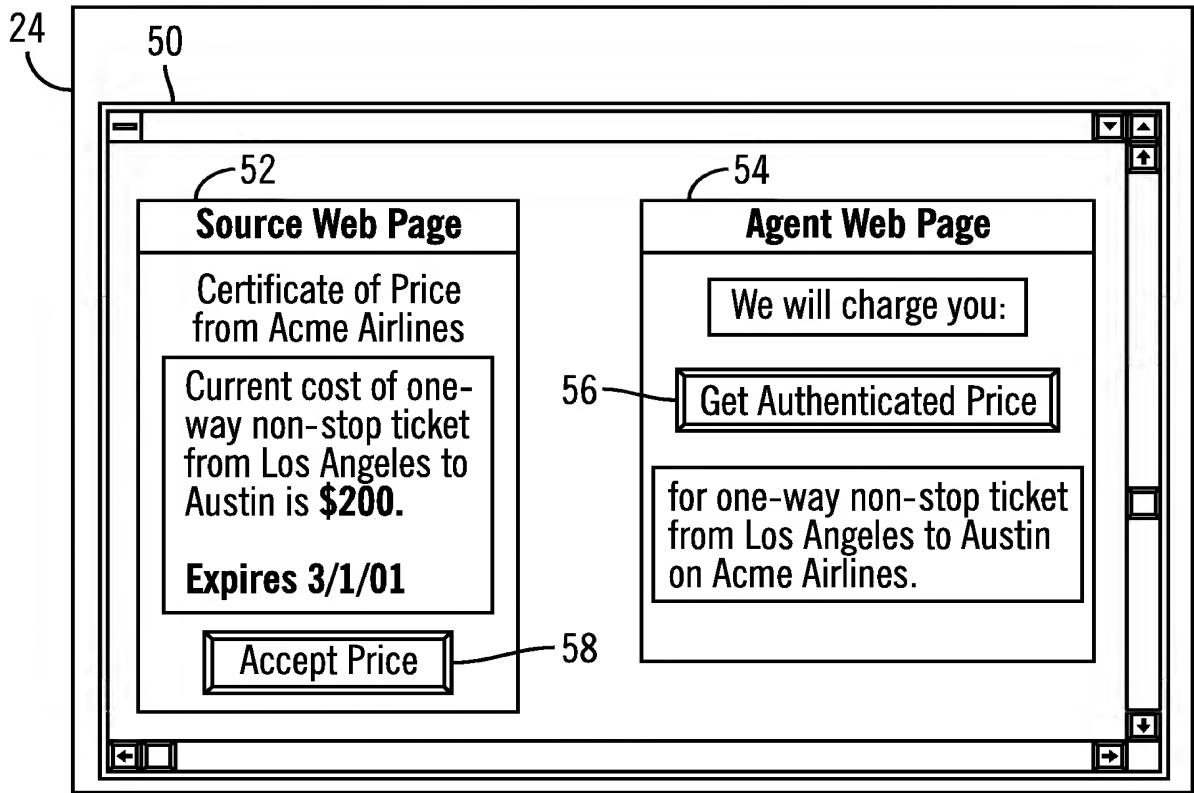 24
50
52
Source Web Page
Certificate of Price
from Acme Airlines
Current cost of one-
way non-stop ticket
from Los Angeles to
Austin is $200.
Expires 3/1/01
Accept Price
58
54
Agent Web Page
We will charge you:
56
Get Authenticated Price
for one-way non-stop ticket
from Los Angeles to Austin
on Acme Airlines.